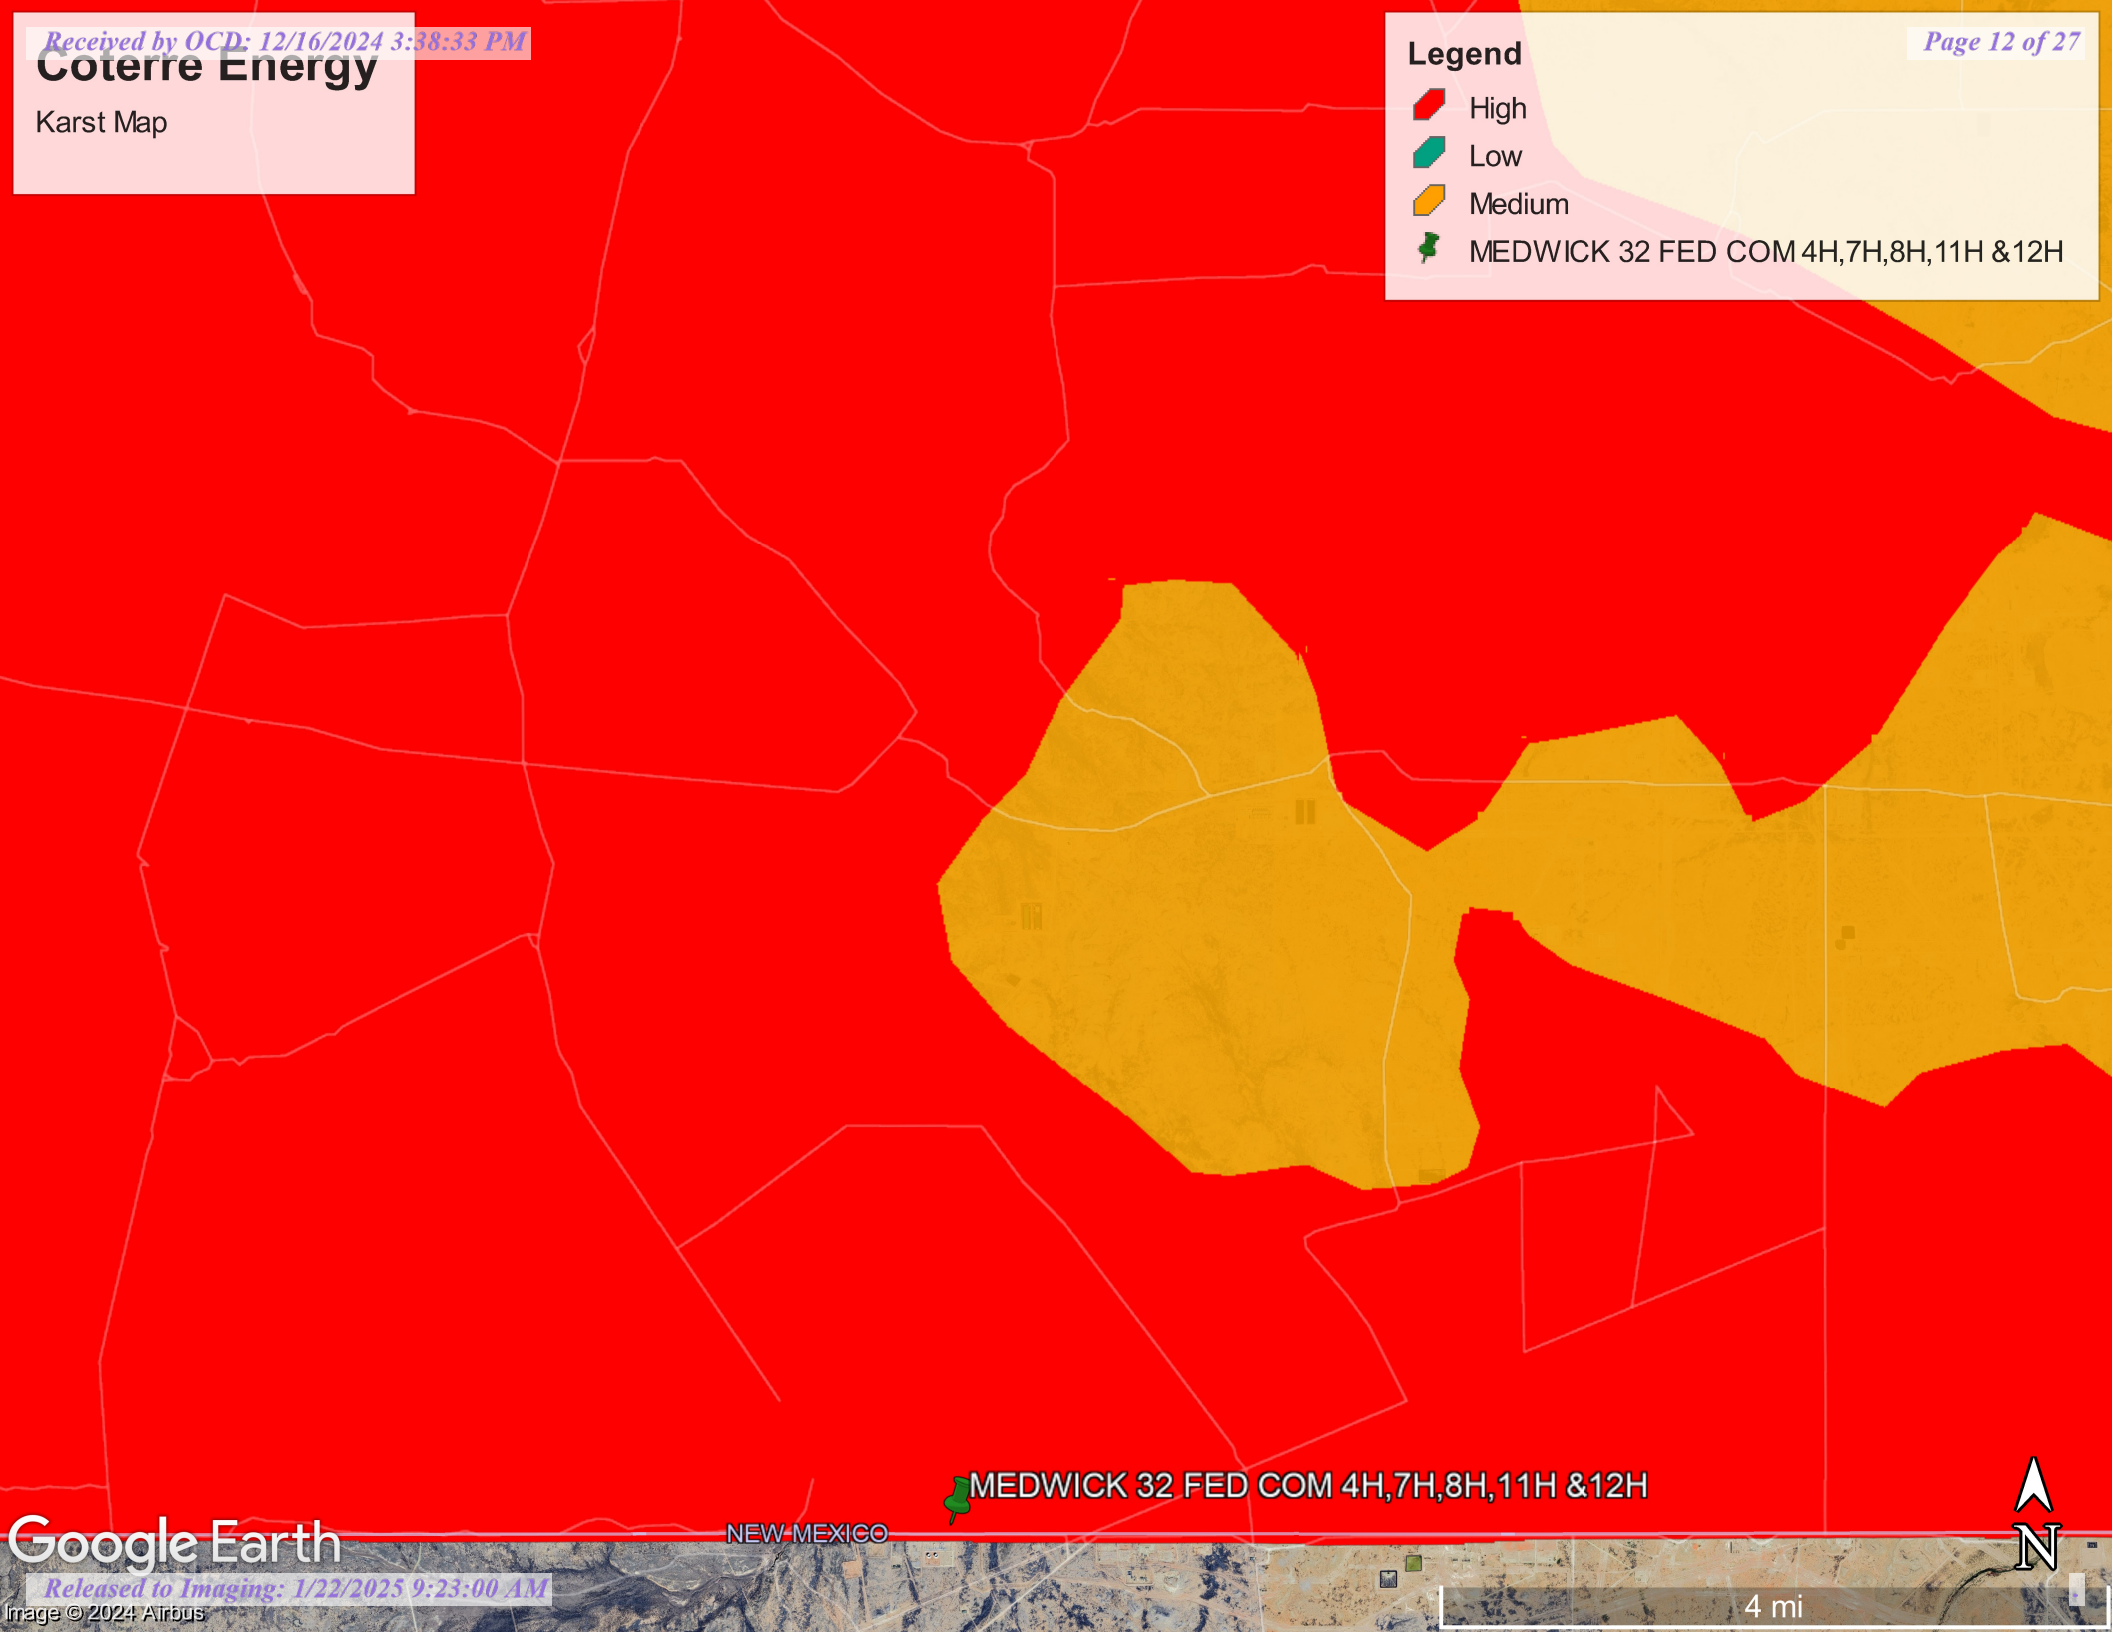 Received by OCD: 12/16/2024 3:38:33 PM
Page 12 of 27
Coterre Energy
Karst Map
Legend
High
Low
Medium
MEDWICK 32 FED COM 4H,7H,8H,11H &12H
MEDWICK 32 FED COM 4H,7H,8H,11H &12H
NEW MEXICO
Google Earth
N
Released to Imaging: 1/22/2025 9:23:00 AM
Image © 2024 Airbus
4 mi